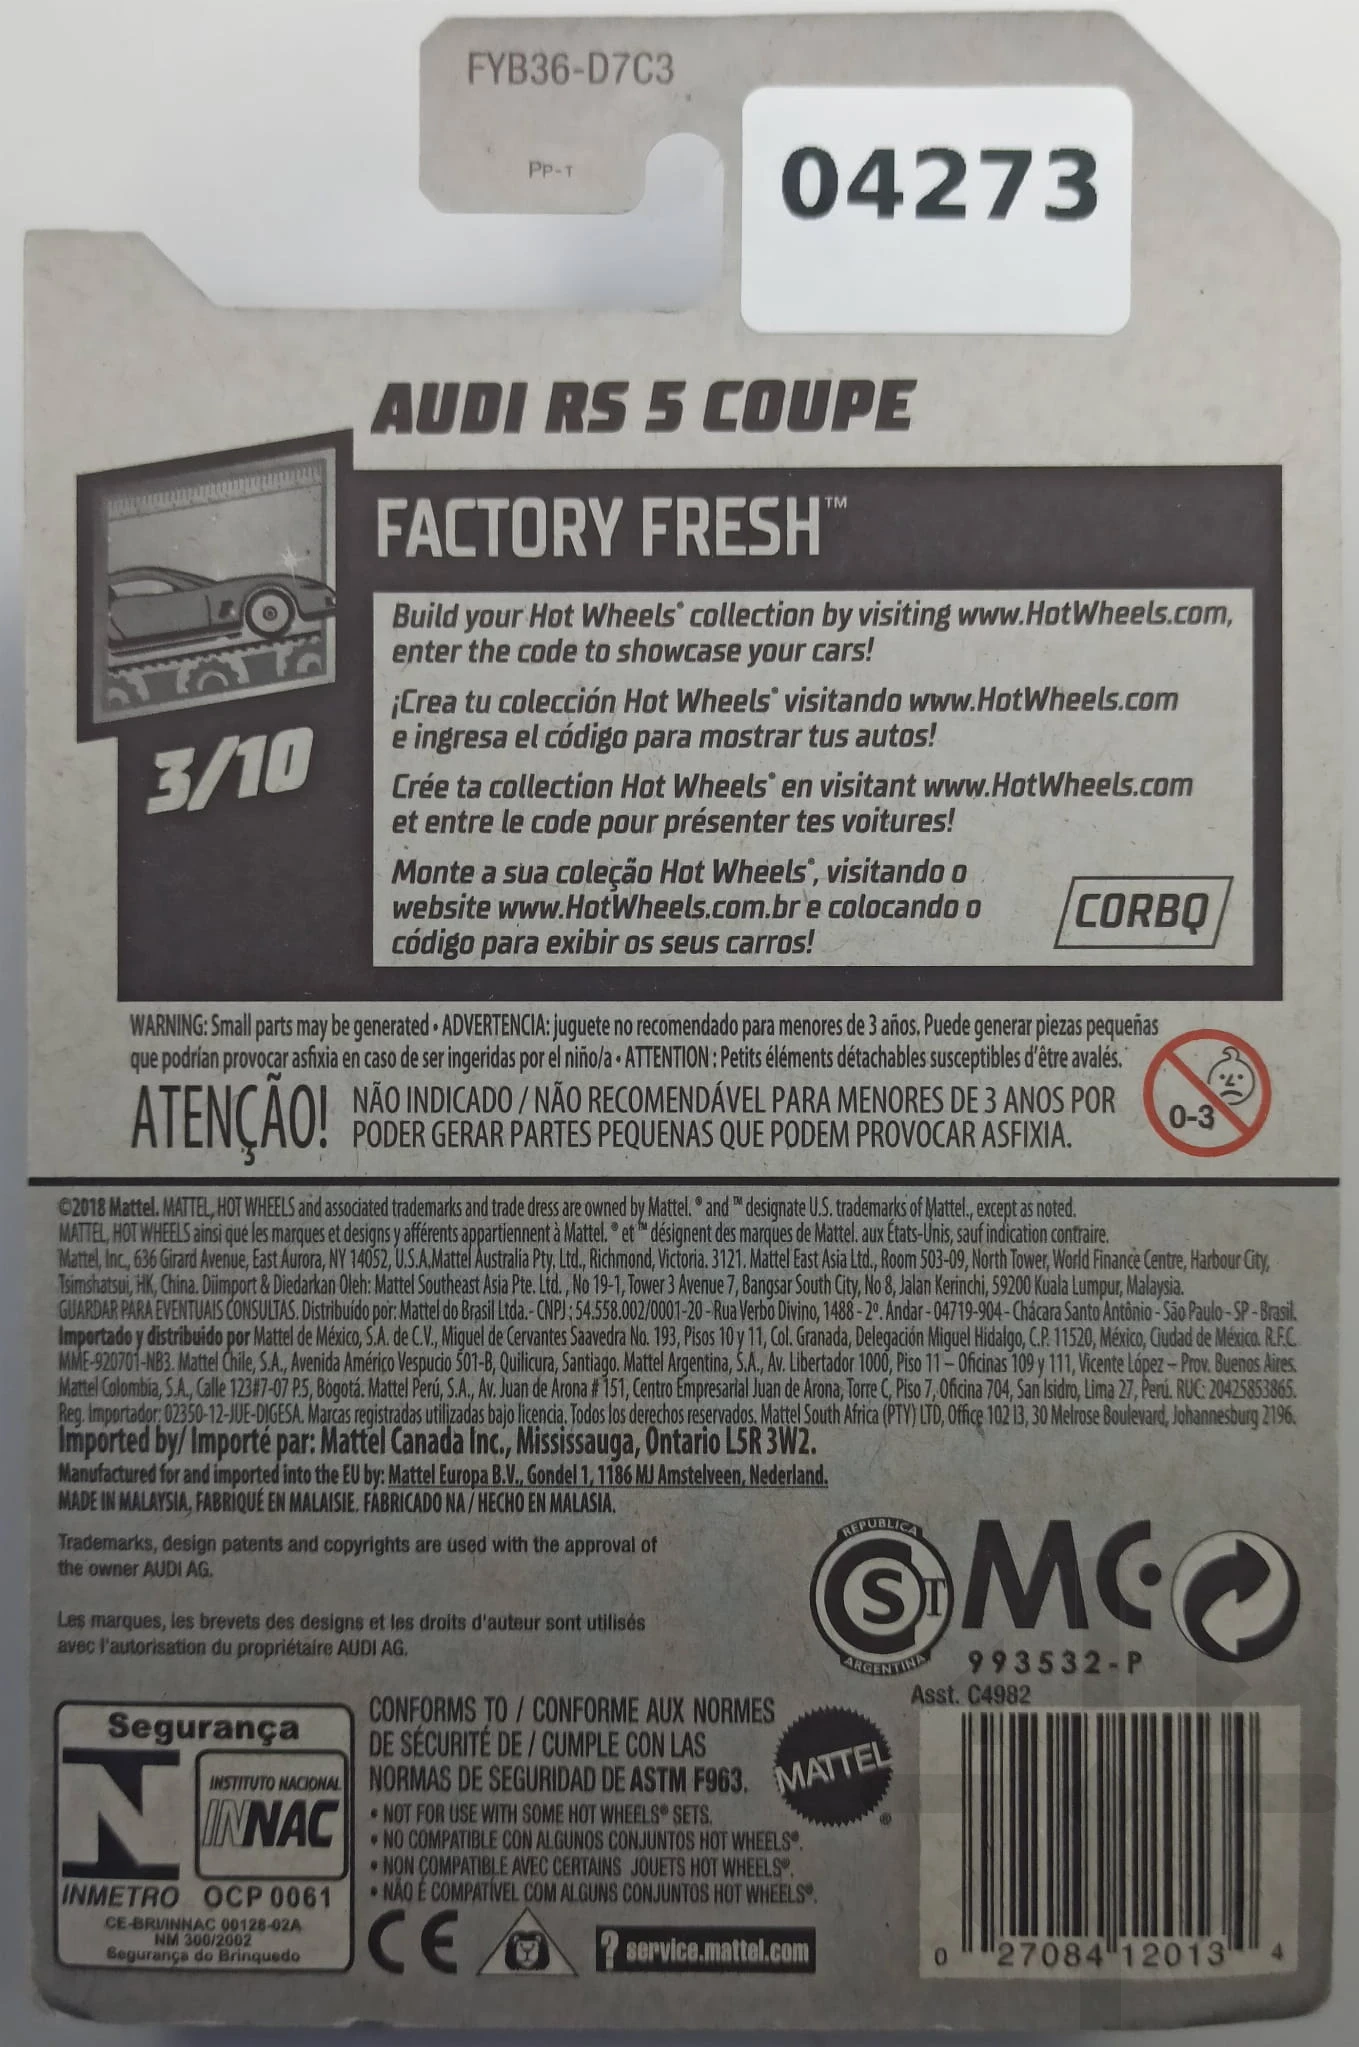 FYB36-D7C3
PP-T
04273
AUDI RS 5 COUPE
FACTORY FRESH™
Build your Hot Wheels® collection by visiting www.HotWheels.com,
enter the code to showcase your cars!
¡Crea tu colección Hot Wheels® visitando www.HotWheels.com
e ingresa el código para mostrar tus autos!
Crée ta collection Hot Wheels® en visitant www.HotWheels.com
et entre le code pour présenter tes voitures!
Monte a sua coleção Hot Wheels®, visitando o
website www.HotWheels.com.br e colocando o
código para exibir os seus carros!
CORBQ
3/10
WARNING: Small parts may be generated • ADVERTENCIA: juguete no recomendado para menores de 3 años. Puede generar piezas pequeñas
que podrían provocar asfixia en caso de ser ingeridas por el niño/a • ATTENTION : Petits éléments détachables susceptibles d'être avalés.
ATENÇÃO! NÃO INDICADO / NÃO RECOMENDÁVEL PARA MENORES DE 3 ANOS POR
PODER GERAR PARTES PEQUENAS QUE PODEM PROVOCAR ASFIXIA.
0-3
©2018 Mattel. MATTEL, HOT WHEELS and associated trademarks and trade dress are owned by Mattel. ® and ™ designate U.S. trademarks of Mattel., except as noted.
MATTEL, HOT WHEELS ainsi que les marques et designs y afférents appartiennent à Mattel. ® et ™ désignent des marques de Mattel. aux États-Unis, sauf indication contraire.
Mattel, Inc., 636 Girard Avenue, East Aurora, NY 14052, U.S.A.Mattel Australia Pty. Ltd., Richmond, Victoria. 3121. Mattel East Asia Ltd., Room 503-09, North Tower, World Finance Centre, Harbour City,
Tsimshatsui, HK, China. Diimport & Diedarkan Oleh: Mattel Southeast Asia Pte. Ltd. , No 19-1, Tower 3 Avenue 7, Bangsar South City, No 8, Jalan Kerinchi, 59200 Kuala Lumpur, Malaysia.
GUARDAR PARA EVENTUAIS CONSULTAS. Distribuído por: Mattel do Brasil Ltda. - CNPJ : 54.558.002/0001-20 - Rua Verbo Divino, 1488 - 2º. Andar - 04719-904 - Chácara Santo Antônio - São Paulo - SP - Brasil.
Importado y distribuido por Mattel de México, S.A. de C.V., Miguel de Cervantes Saavedra No. 193, Pisos 10 y 11, Col. Granada, Delegación Miguel Hidalgo, C.P. 11520, México, Ciudad de México. R.F.C.
MME-920701-NB3. Mattel Chile, S.A., Avenida Américo Vespucio 501-B, Quilicura, Santiago. Mattel Argentina, S.A., Av. Libertador 1000, Piso 11 – Oficinas 109 y 111, Vicente López – Prov. Buenos Aires.
Mattel Colombia, S.A., Calle 123#7-07 P.5, Bogotá. Mattel Perú, S.A., Av. Juan de Arona # 151, Centro Empresarial Juan de Arona, Torre C, Piso 7, Oficina 704, San Isidro, Lima 27, Perú. RUC: 20425853865.
Reg. Importador: 02350-12-JUE-DIGESA. Marcas registradas utilizadas bajo licencia. Todos los derechos reservados. Mattel South Africa (PTY) LTD, Office 102 I3, 30 Melrose Boulevard, Johannesburg 2196.
Imported by/ Importé par: Mattel Canada Inc., Mississauga, Ontario L5R 3W2.
Manufactured for and imported into the EU by: Mattel Europa B.V., Gondel 1, 1186 MJ Amstelveen, Nederland.
MADE IN MALAYSIA. FABRIQUÉ EN MALAISIE. FABRICADO NA / HECHO EN MALASIA.
Trademarks, design patents and copyrights are used with the approval of
the owner AUDI AG.
Les marques, les brevets des designs et les droits d'auteur sont utilisés
avec l'autorisation du propriétaire AUDI AG.
REPUBLICA
S T
ARGENTINA
MC
993532-P
Asst. C4982
Segurança
INSTITUTO NACIONAL
INNAC
INMETRO OCP 0061
CE-BRI/INNAC 00128-02A
NM 300/2002
Segurança do Brinquedo
CONFORMS TO / CONFORME AUX NORMES
DE SÉCURITÉ DE / CUMPLE CON LAS
NORMAS DE SEGURIDAD DE ASTM F963.
• NOT FOR USE WITH SOME HOT WHEELS® SETS.
• NO COMPATIBLE CON ALGUNOS CONJUNTOS HOT WHEELS®.
• NON COMPATIBLE AVEC CERTAINS JOUETS HOT WHEELS®.
• NÃO É COMPATÍVEL COM ALGUNS CONJUNTOS HOT WHEELS®.
MATTEL®
CE
? service.mattel.com
0 27084 12013 4